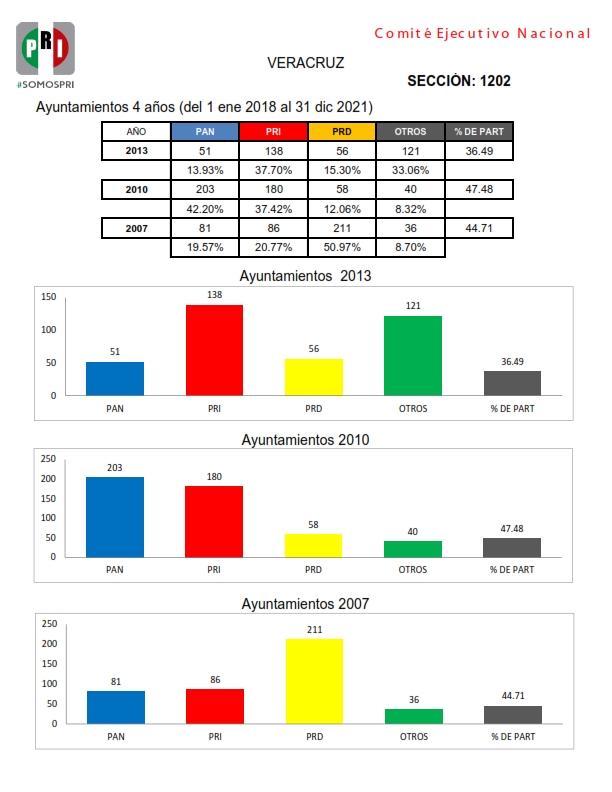 Comité Ejecutivo Nacional
PRI
#SOMOSPRI
VERACRUZ
SECCIÓN: 1202
Ayuntamientos 4 años (del 1 ene 2018 al 31 dic 2021)
AÑO PAN PRI PRD OTROS % DE PART
2013 51 138 56 121 36.49
13.93% 37.70% 15.30% 33.06%
2010 203 180 58 40 47.48
42.20% 37.42% 12.06% 8.32%
2007 81 86 211 36 44.71
19.57% 20.77% 50.97% 8.70%
Ayuntamientos 2013
150
100
50
0
51 138 56 121 36.49
PAN PRI PRD OTROS % DE PART
Ayuntamientos 2010
250
200
150
100
50
0
203 180 58 40 47.48
PAN PRI PRD OTROS % DE PART
Ayuntamientos 2007
250
200
150
100
50
0
81 86 211 36 44.71
PAN PRI PRD OTROS % DE PART